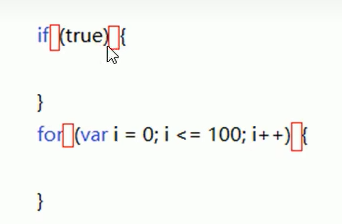 if (true) {
}
for (var i = 0; i <= 100; i++) {
}